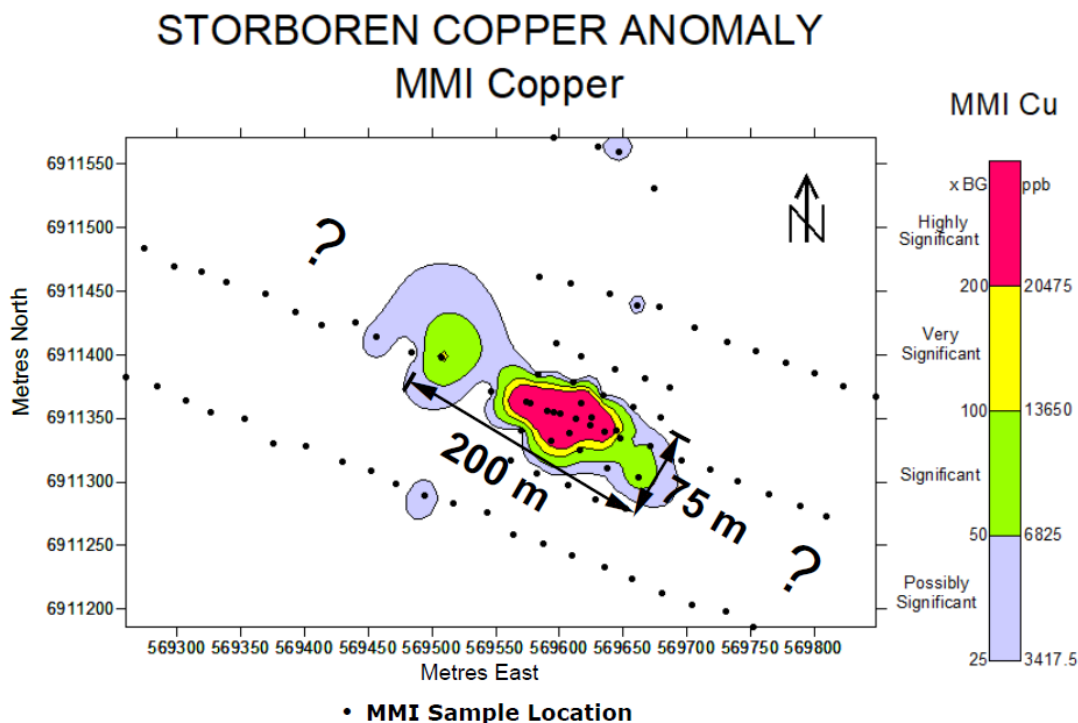 STORBOREN COPPER ANOMALY
MMI Copper
MMI Cu
x BG ppb
Highly
Significant
200 20475
Very
Significant
100 13650
Significant
50 6825
Possibly
Significant
25 3417.5
N
?
200 m
75 m
?
Metres North
6911550
6911500
6911450
6911400
6911350
6911300
6911250
6911200
569300 569350 569400 569450 569500 569550 569600 569650 569700 569750 569800
Metres East
• MMI Sample Location